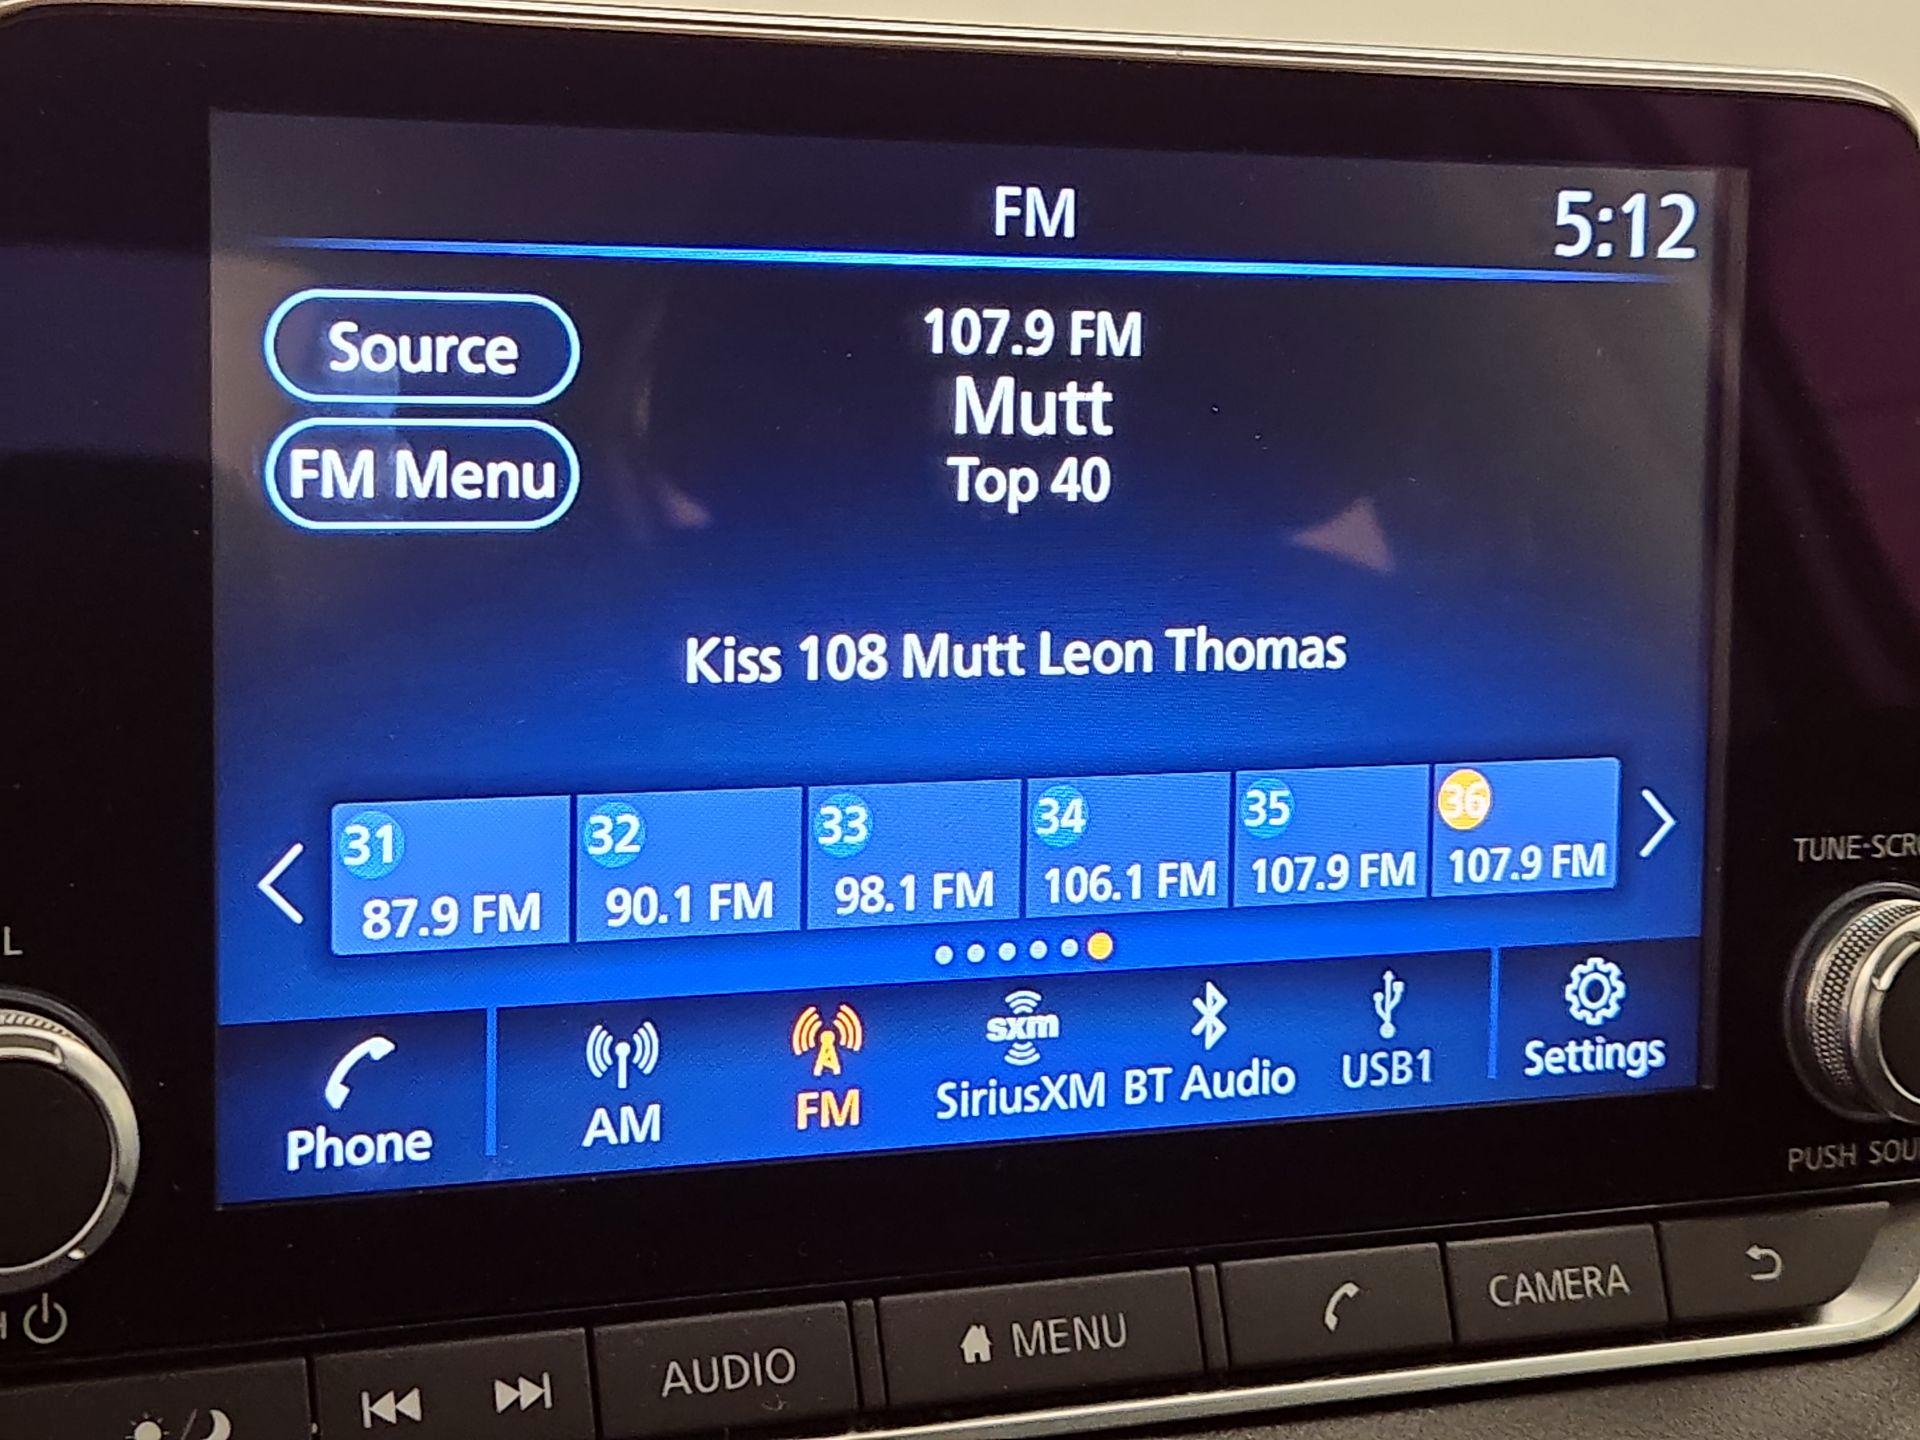 FM
5:12
Source
107.9 FM
Mutt
FM Menu
Top 40
Kiss 108 Mutt Leon Thomas
31
32
33
34
35
36
87.9 FM
90.1 FM
98.1 FM
106.1 FM
107.9 FM
107.9 FM
Phone
AM
FM
sxm
SiriusXM
BT Audio
USB1
Settings
L
TUNE-SCR
PUSH SOU
H
AUDIO
MENU
CAMERA